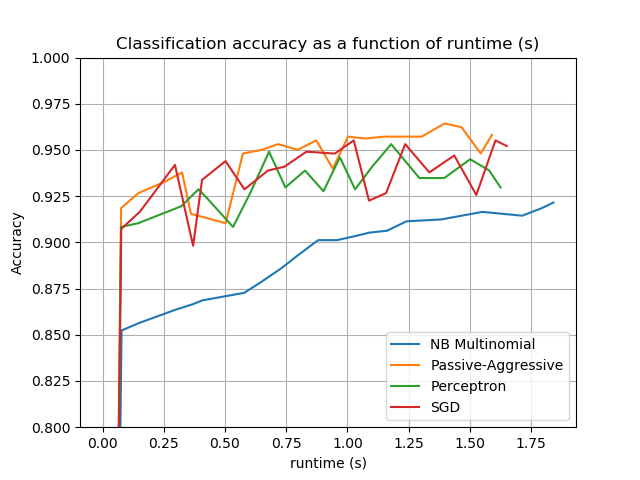 Classification accuracy as a function of runtime (s)
1.000
0.975
0.950
0.925
0.900
0.875
0.850
0.825
0.800
Accuracy
NB Multinomial
Passive-Aggressive
Perceptron
SGD
0.00 0.25 0.50 0.75 1.00 1.25 1.50 1.75
runtime (s)